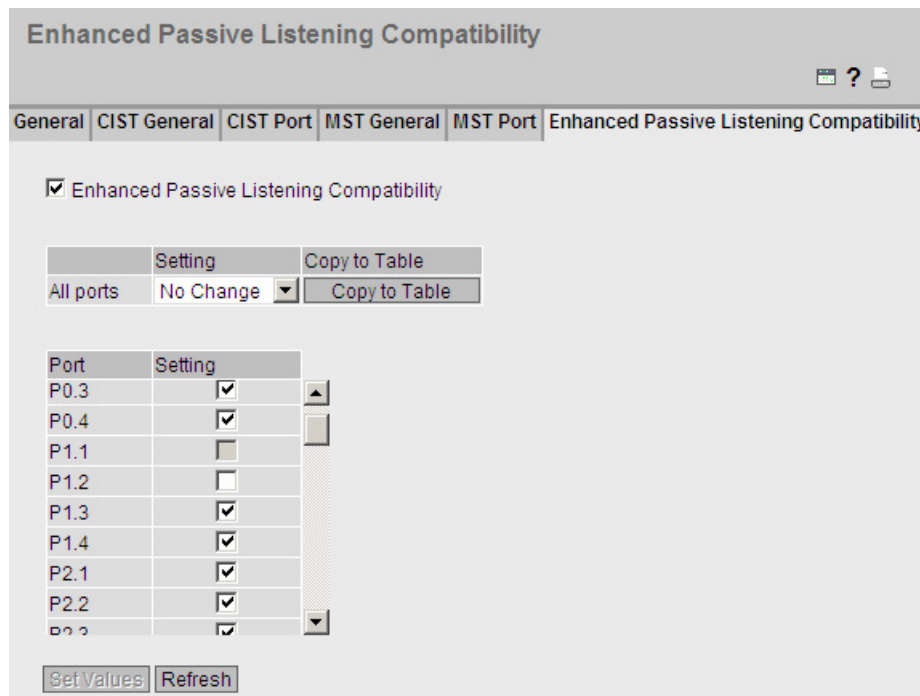 Enhanced Passive Listening Compatibility
?
General CIST General CIST Port MST General MST Port Enhanced Passive Listening Compatibility
Enhanced Passive Listening Compatibility
Setting Copy to Table
All ports No Change Copy to Table
Port Setting
P0.3
P0.4
P1.1
P1.2
P1.3
P1.4
P2.1
P2.2
P2.3
Set Values Refresh